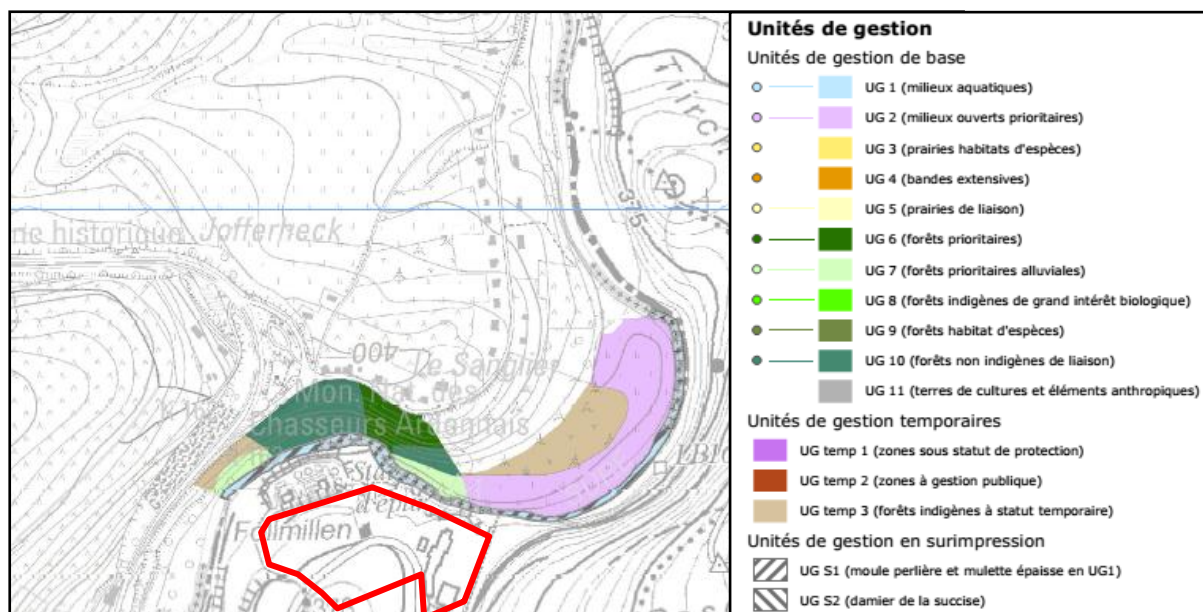 Tiirch
375
ne historique Jofferneck
400
Le Sanglier
Mon. Nat. des
Chasseurs Ardennais
d'épu
Follmillen
Unités de gestion
Unités de gestion de base
UG 1 (milieux aquatiques)
UG 2 (milieux ouverts prioritaires)
UG 3 (prairies habitats d'espèces)
UG 4 (bandes extensives)
UG 5 (prairies de liaison)
UG 6 (forêts prioritaires)
UG 7 (forêts prioritaires alluviales)
UG 8 (forêts indigènes de grand intérêt biologique)
UG 9 (forêts habitat d'espèces)
UG 10 (forêts non indigènes de liaison)
UG 11 (terres de cultures et éléments anthropiques)
Unités de gestion temporaires
UG temp 1 (zones sous statut de protection)
UG temp 2 (zones à gestion publique)
UG temp 3 (forêts indigènes à statut temporaire)
Unités de gestion en surimpression
UG S1 (moule perlière et mulette épaisse en UG1)
UG S2 (damier de la succise)